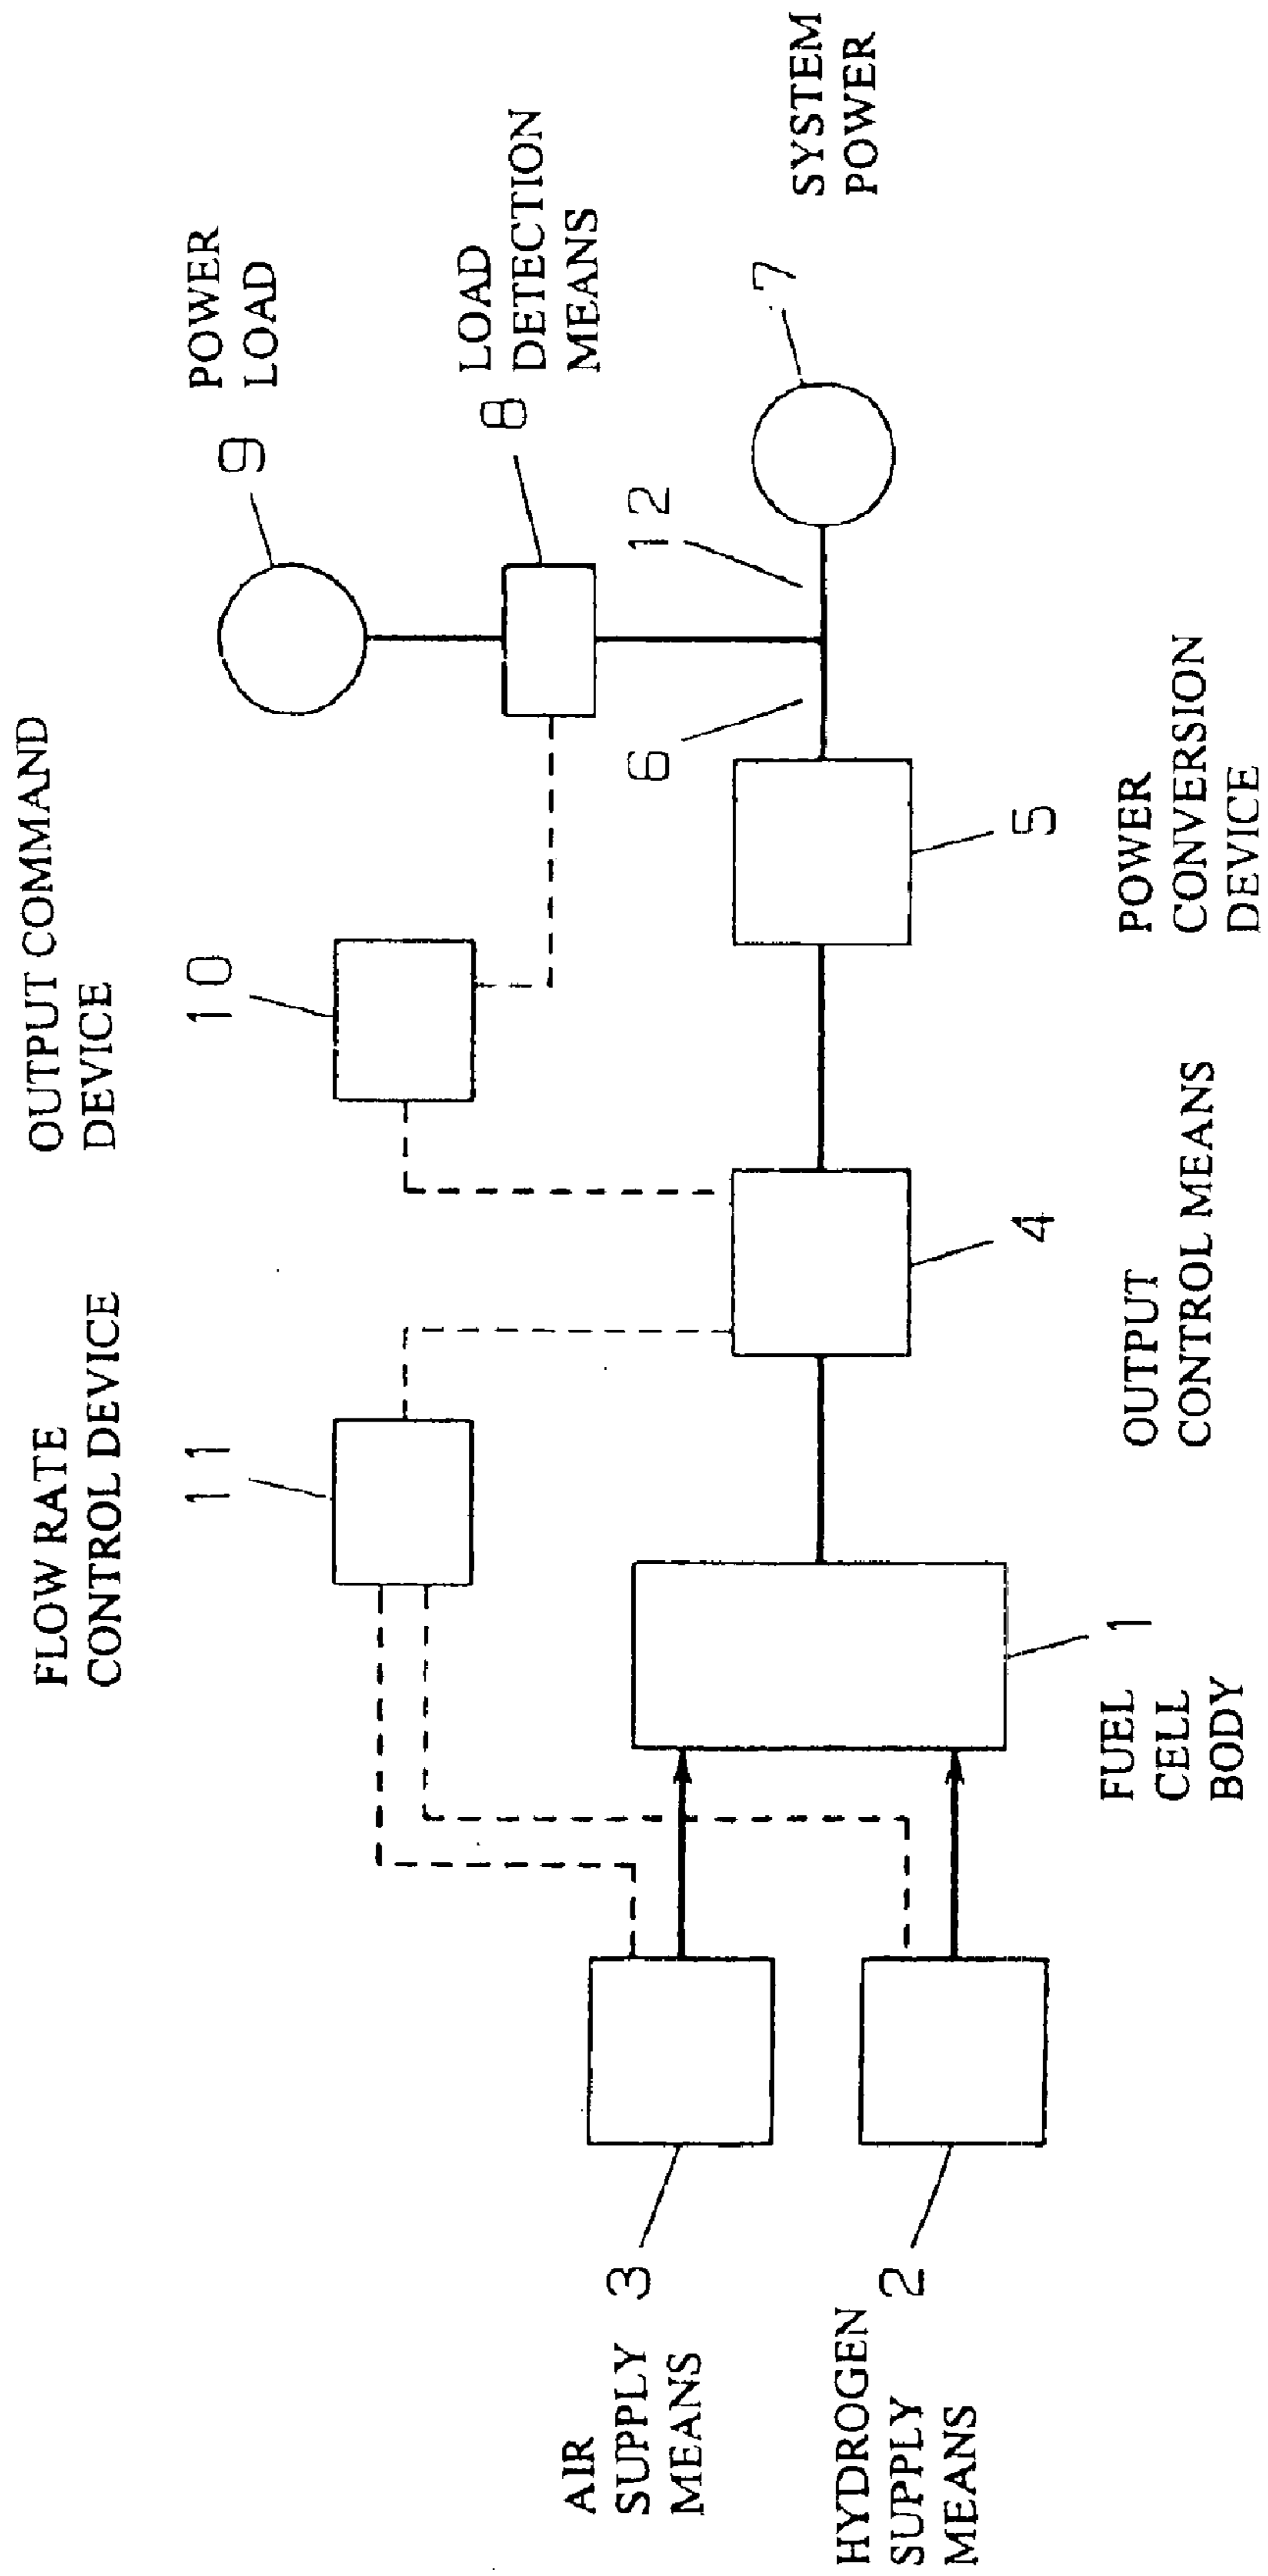 FLOW RATE
CONTROL DEVICE
11
OUTPUT COMMAND
DEVICE
10
POWER
LOAD
9
LOAD
DETECTION
MEANS
8
AIR
SUPPLY
MEANS
3
HYDROGEN
SUPPLY
MEANS
2
FUEL
CELL
BODY
1
OUTPUT
CONTROL MEANS
4
POWER
CONVERSION
DEVICE
5
6
12
7
SYSTEM
POWER